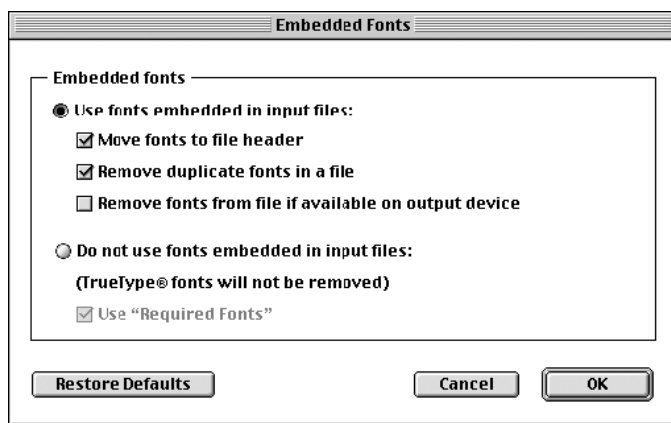 Embedded Fonts
Embedded fonts
Use fonts embedded in input files:
Move fonts to file header
Remove duplicate fonts in a file
Remove fonts from file if available on output device
Do not use fonts embedded in input files:
(TrueType® fonts will not be removed)
Use “Required Fonts”
Restore Defaults
Cancel
OK